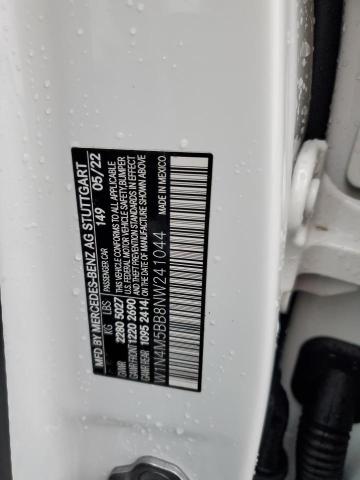 MFD BY MERCEDES-BENZ AG STUTTGART
PASSENGER CAR 149 05/22
KG LBS
GVWR 2280 5027
GAWR FRONT 1220 2690
GAWR REAR 1095 2414
THIS VEHICLE CONFORMS TO ALL APPLICABLE
U.S. FEDERAL MOTOR VEHICLE SAFETY/BUMPER
AND THEFT PREVENTION STANDARDS IN EFFECT
ON THE DATE OF MANUFACTURE SHOWN ABOVE
W1N4M5BB8NW241044
MADE IN MEXICO